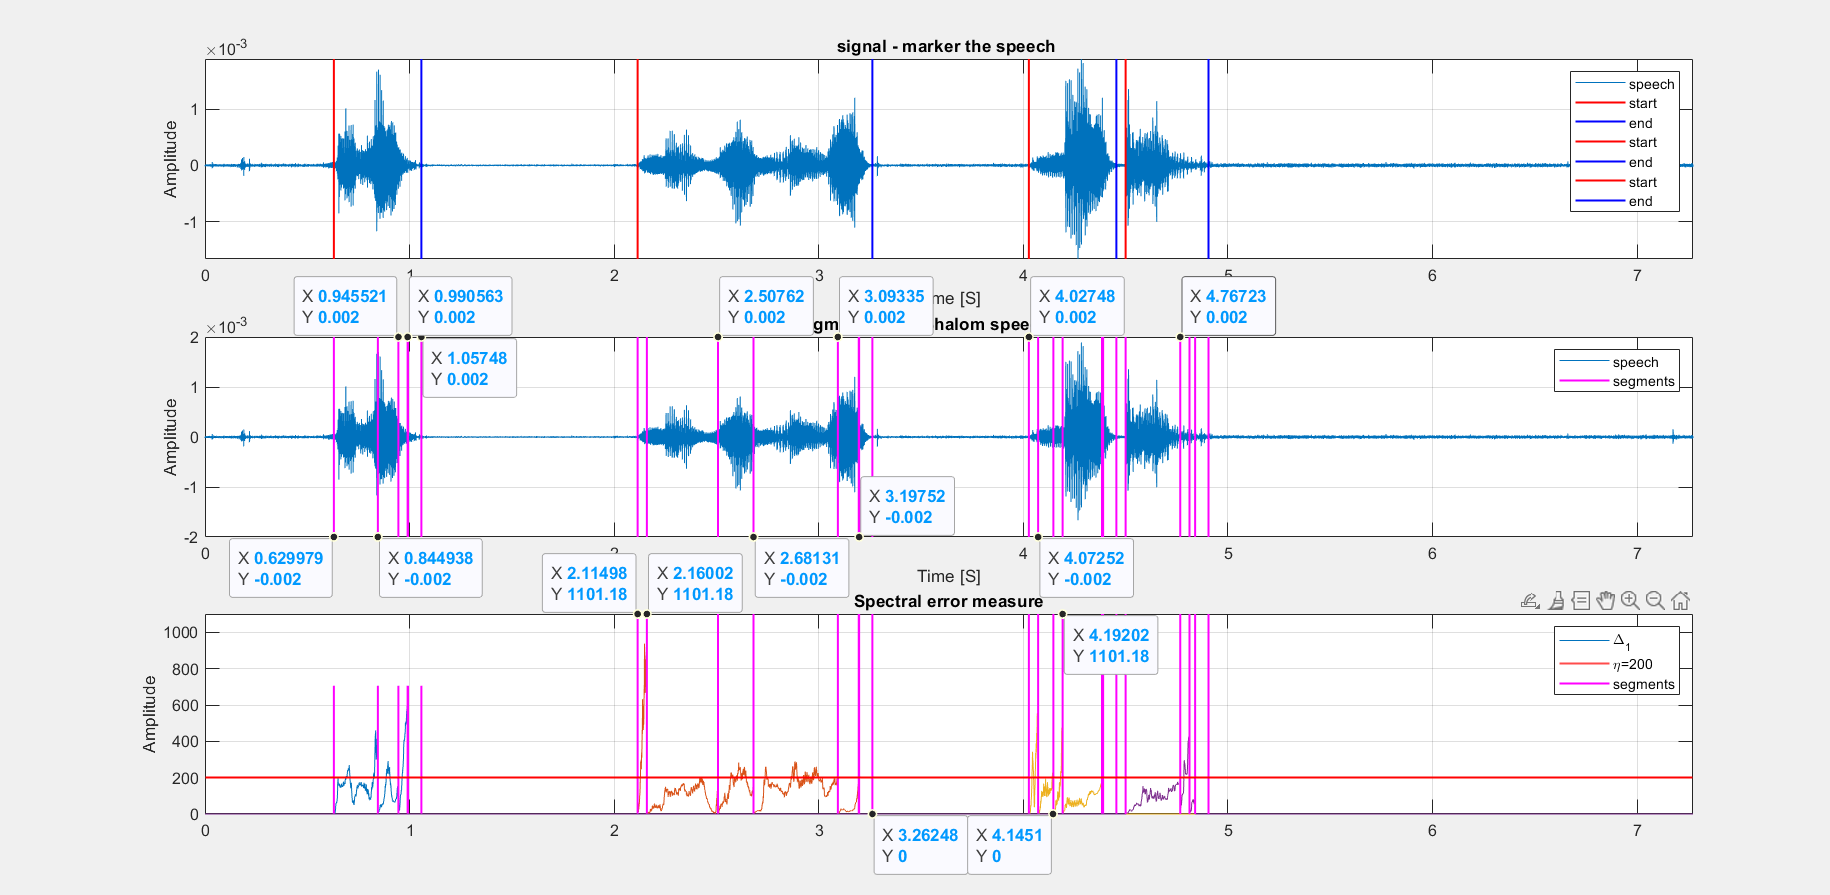 ×10-3
signal - marker the speech
1
0
-1
Amplitude
speech
start
end
start
end
start
end
0 1 2 3 4 5 6 7
me [S]
X 0.945521
Y 0.002
X 0.990563
Y 0.002
X 2.50762
Y 0.002
X 3.09335
Y 0.002
X 4.02748
Y 0.002
X 4.76723
Y 0.002
X 1.05748
Y 0.002
×10-3
gm halom spee
2
1
0
-1
-2
Amplitude
speech
segments
X 3.19752
Y -0.002
0 2 3 4 5 6 7
Time [S]
X 0.629979
Y -0.002
X 0.844938
Y -0.002
X 2.11498
Y 1101.18
X 2.16002
Y 1101.18
X 2.68131
Y -0.002
X 4.07252
Y -0.002
Spectral error measure
1000
800
600
400
200
0
Amplitude
X 4.19202
Y 1101.18
Δ1
η=200
segments
0 1 2 3 4 5 6 7
X 3.26248
Y 0
X 4.1451
Y 0